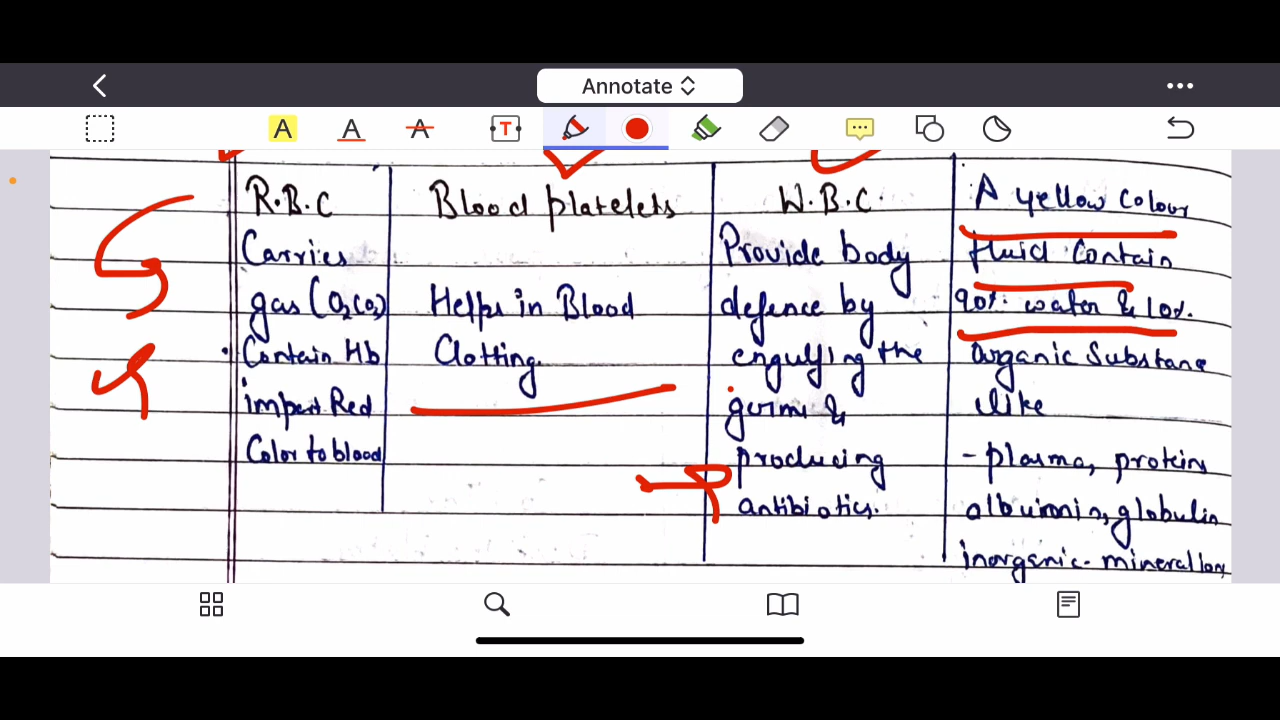 Annotate
A A A T
R.B.C
Carries
gas (O2 CO2)
Contain Hb
impart Red
Color to blood
Blood platelets
Helps in Blood
Clotting.
W.B.C.
Provide body
defence by
engulfing the
germs &
producing
antibiotics.
A yellow Colour
fluid Contain
90% water & 10%.
Organic Substane
like
- plasma, protein
albumin, globulin
inorganic - mineral